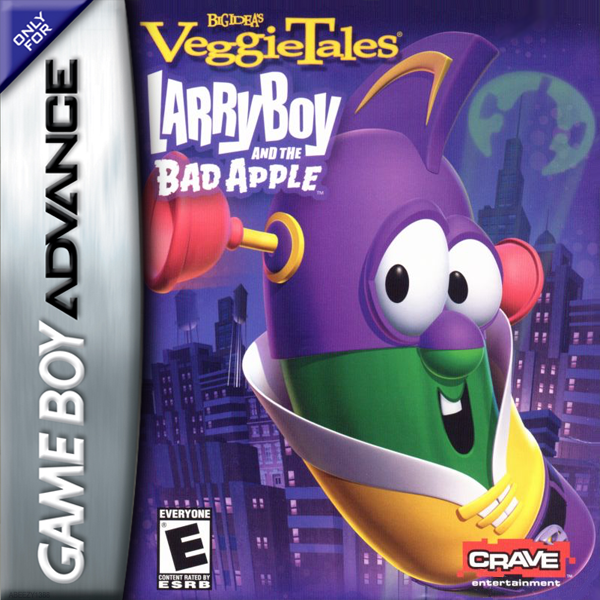 ONLY
FOR
GAME BOY ADVANCE
BIG IDEA'S
VEGGIETALES®
LARRYBOY
AND THE
BAD APPLE™
EVERYONE
E
CONTENT RATED BY
ESRB
CRAVE
entertainment